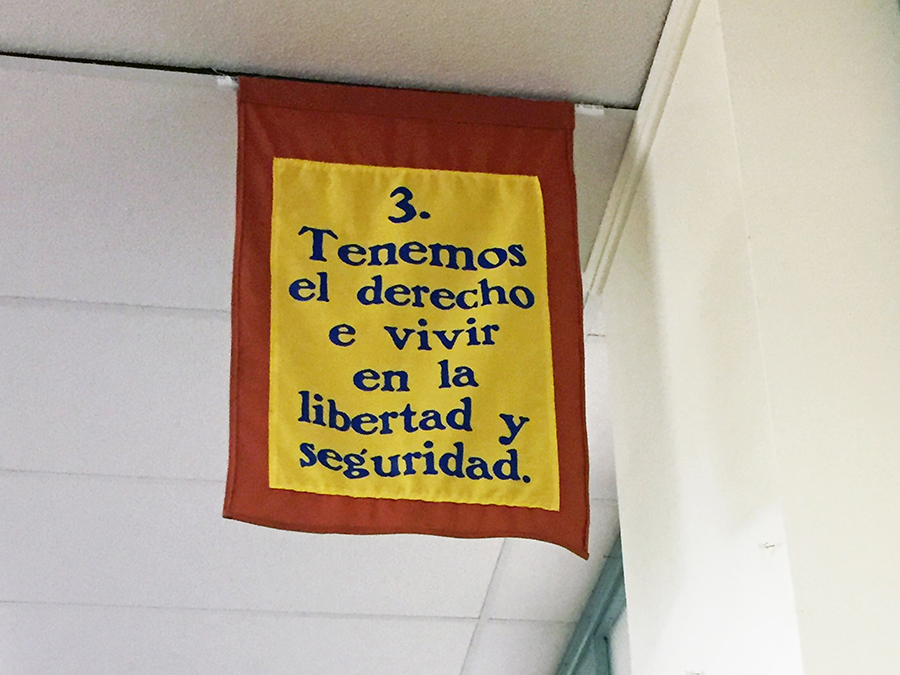 3.
Tenemos
el derecho
e vivir
en la
libertad y
seguridad.